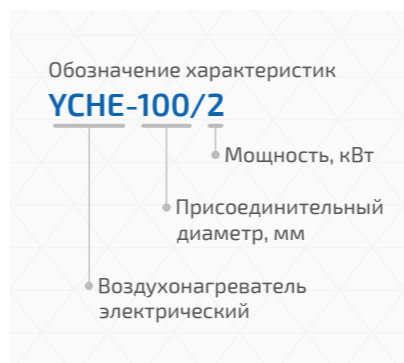 Обозначение характеристик
YCHE-100/2
Мощность, кВт
Присоединительный
диаметр, мм
Воздухонагреватель
электрический